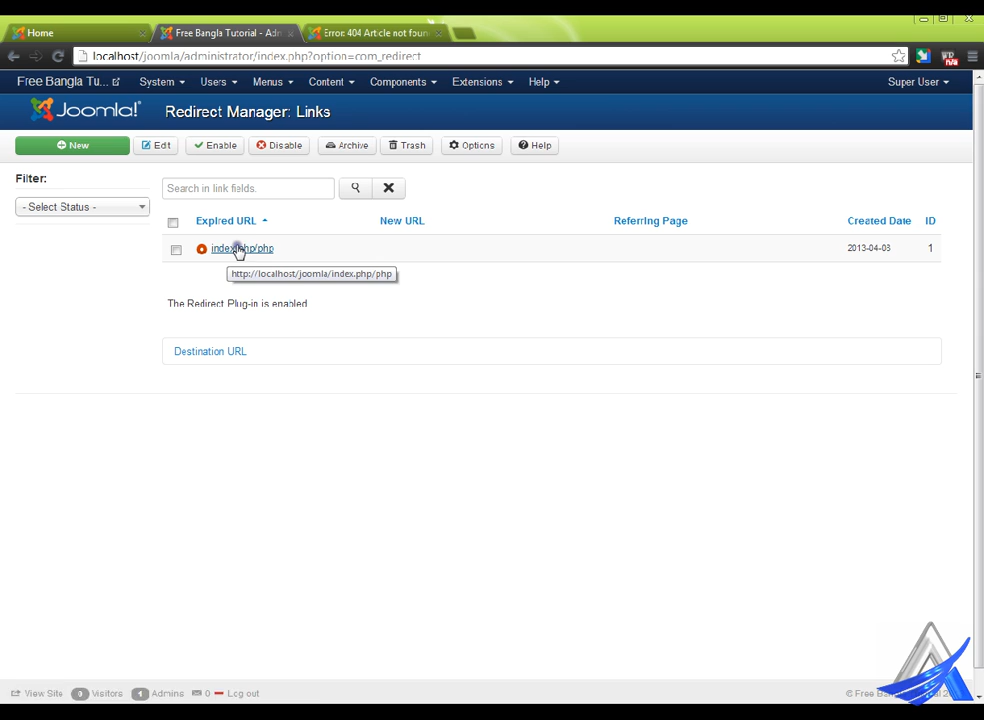 Home
Free Bangla Tutorial - Adm
Error: 404 Article not foun
localhost/joomla/administrator/index.php?option=com_redirect
Free Bangla Tu...
System
Users
Menus
Content
Components
Extensions
Help
Super User
Joomla!
Redirect Manager: Links
New
Edit
Enable
Disable
Archive
Trash
Options
Help
Filter:
- Select Status -
Search in link fields.
Expired URL
New URL
Referring Page
Created Date
ID
index.php/php
2013-04-03
1
http://localhost/joomla/index.php/php
The Redirect Plug-in is enabled
Destination URL
View Site
0 Visitors
1 Admins
0
Log out